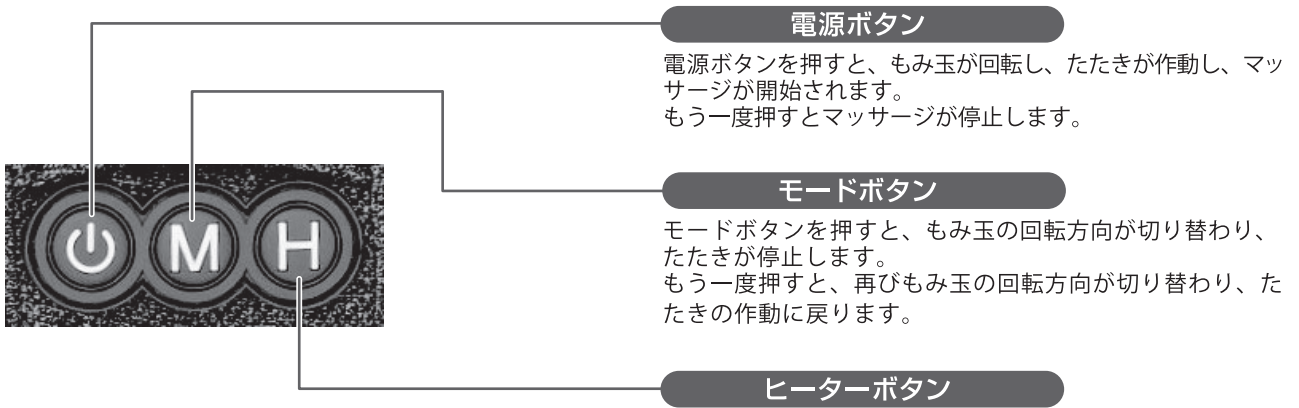 電源ボタン
電源ボタンを押すと、もみ玉が回転し、たたきが作動し、マッ
サージが開始されます。
もう一度押すとマッサージが停止します。
モードボタン
モードボタンを押すと、もみ玉の回転方向が切り替わり、
たたきが停止します。
もう一度押すと、再びもみ玉の回転方向が切り替わり、た
たきの作動に戻ります。
M H
ヒーターボタン